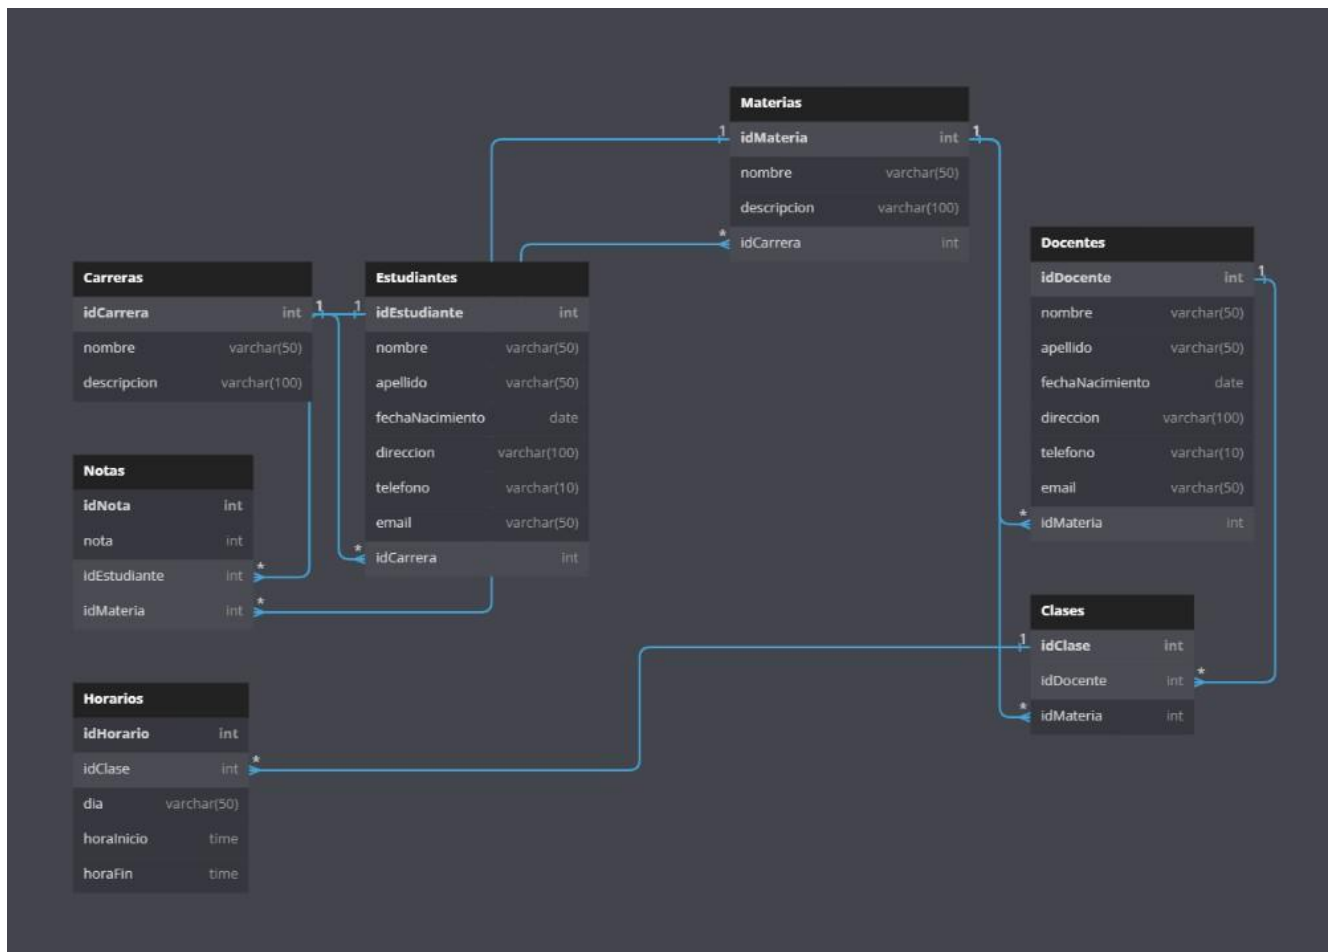 Materias
idMateria int
nombre varchar(50)
descripcion varchar(100)
idCarrera int
1
1
*
Docentes
idDocente int
nombre varchar(50)
apellido varchar(50)
fechaNacimiento date
direccion varchar(100)
telefono varchar(10)
email varchar(50)
idMateria int
1
*
Carreras
idCarrera int
nombre varchar(50)
descripcion varchar(100)
1
Estudiantes
idEstudiante int
nombre varchar(50)
apellido varchar(50)
fechaNacimiento date
direccion varchar(100)
telefono varchar(10)
email varchar(50)
idCarrera int
1
*
Notas
idNota int
nota int
idEstudiante int
idMateria int
*
*
Clases
idClase int
idDocente int
idMateria int
1
*
*
Horarios
idHorario int
idClase int
dia varchar(50)
horaInicio time
horaFin time
*